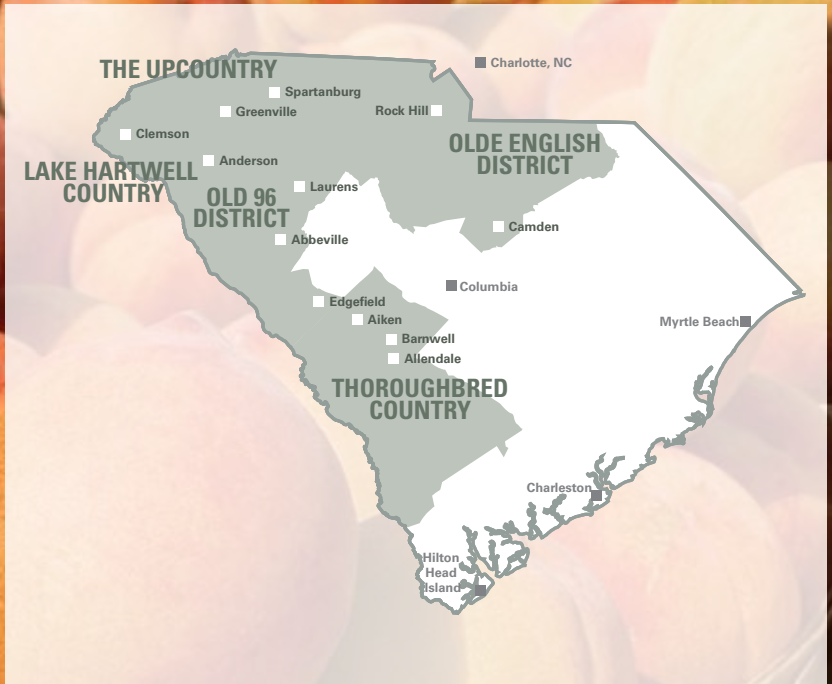 THE UPCOUNTRY
Charlotte, NC
Spartanburg
Greenville
Rock Hill
Clemson
OLDE ENGLISH
DISTRICT
Anderson
LAKE HARTWELL
COUNTRY
Laurens
OLD 96
DISTRICT
Camden
Abbeville
Columbia
Edgefield
Aiken
Myrtle Beach
Barnwell
Allendale
THOROUGHBRED
COUNTRY
Charleston
Hilton
Head
Island